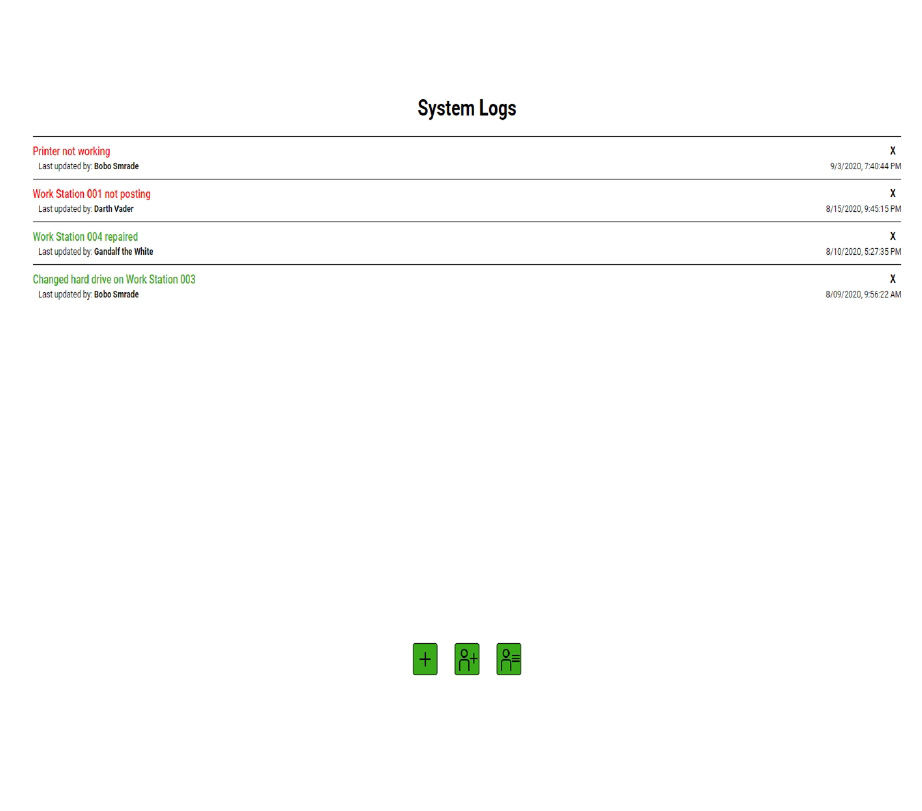 System Logs
Printer not working X
Last updated by: Bobo Smrade 9/3/2020, 7:40:44 PM
Work Station 001 not posting X
Last updated by: Darth Vader 8/15/2020, 9:45:15 PM
Work Station 004 repaired X
Last updated by: Gandalf the White 8/10/2020, 5:27:35 PM
Changed hard drive on Work Station 003 X
Last updated by: Bobo Smrade 8/09/2020, 9:56:22 AM